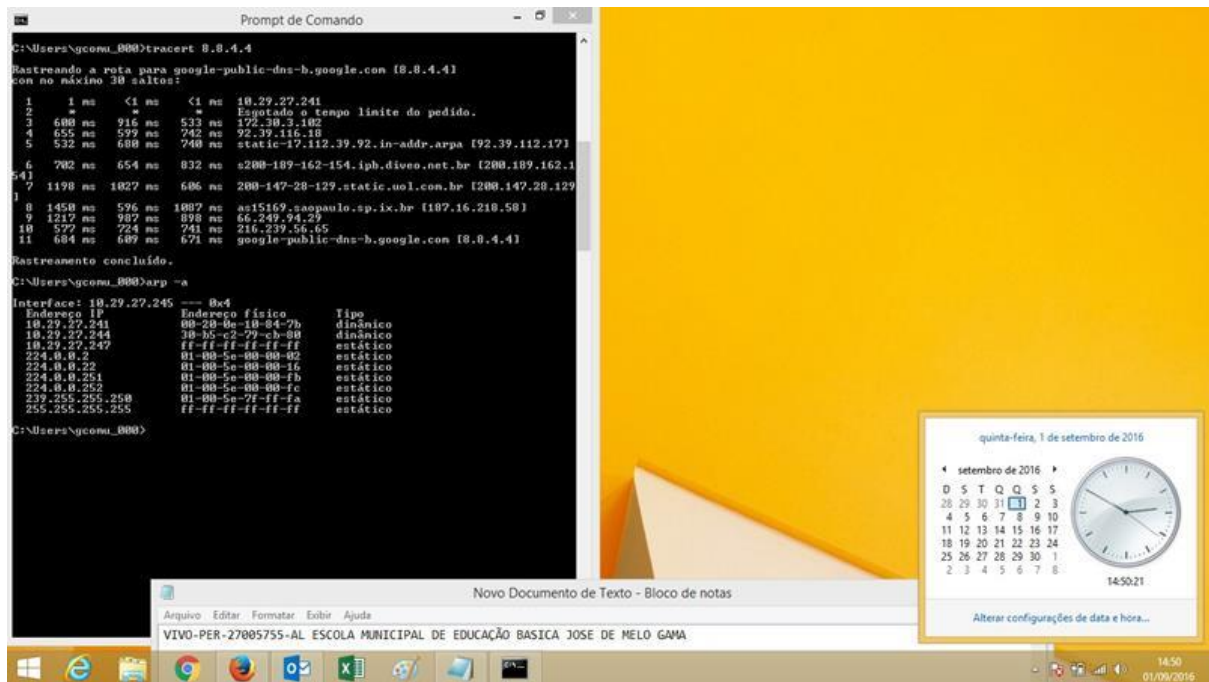 Prompt de Comando
C:\Users\gcomu_000>tracert 8.8.4.4
Rastreando a rota para google-public-dns-b.google.com [8.8.4.4]
com no máximo 30 saltos:
1 1 ms <1 ms <1 ms 10.29.27.241
2 * * * Esgotado o tempo limite do pedido.
3 600 ms 916 ms 533 ms 172.30.3.102
4 655 ms 599 ms 742 ms 92.39.116.18
5 532 ms 680 ms 740 ms static-17.112.39.92.in-addr.arpa [92.39.112.17]
6 702 ms 654 ms 832 ms s200-189-162-154.ipb.diveo.net.br [200.189.162.1
54]
7 1198 ms 1027 ms 606 ms 200-147-28-129.static.uol.com.br [200.147.28.129
]
8 1450 ms 596 ms 1087 ms as15169.saopaulo.sp.ix.br [187.16.218.58]
9 1217 ms 987 ms 898 ms 66.249.94.29
10 577 ms 724 ms 741 ms 216.239.56.65
11 684 ms 609 ms 671 ms google-public-dns-b.google.com [8.8.4.4]
Rastreamento concluído.
C:\Users\gcomu_000>arp -a
Interface: 10.29.27.245 --- 0x4
Endereço IP Endereço físico Tipo
10.29.27.241 00-20-0e-10-84-7b dinâmico
10.29.27.244 30-b5-c2-79-cb-80 dinâmico
10.29.27.247 ff-ff-ff-ff-ff-ff estático
224.0.0.2 01-00-5e-00-00-02 estático
224.0.0.22 01-00-5e-00-00-16 estático
224.0.0.251 01-00-5e-00-00-fb estático
224.0.0.252 01-00-5e-00-00-fc estático
239.255.255.250 01-00-5e-7f-ff-fa estático
255.255.255.255 ff-ff-ff-ff-ff-ff estático
C:\Users\gcomu_000>
quinta-feira, 1 de setembro de 2016
setembro de 2016
D S T Q Q S S
28 29 30 31 1 2 3
4 5 6 7 8 9 10
11 12 13 14 15 16 17
18 19 20 21 22 23 24
25 26 27 28 29 30 1
2 3 4 5 6 7 8
14:50:21
Alterar configurações de data e hora...
Novo Documento de Texto - Bloco de notas
Arquivo Editar Formatar Exibir Ajuda
VIVO-PER-27005755-AL ESCOLA MUNICIPAL DE EDUCAÇÃO BASICA JOSE DE MELO GAMA
14:50
01/09/2016